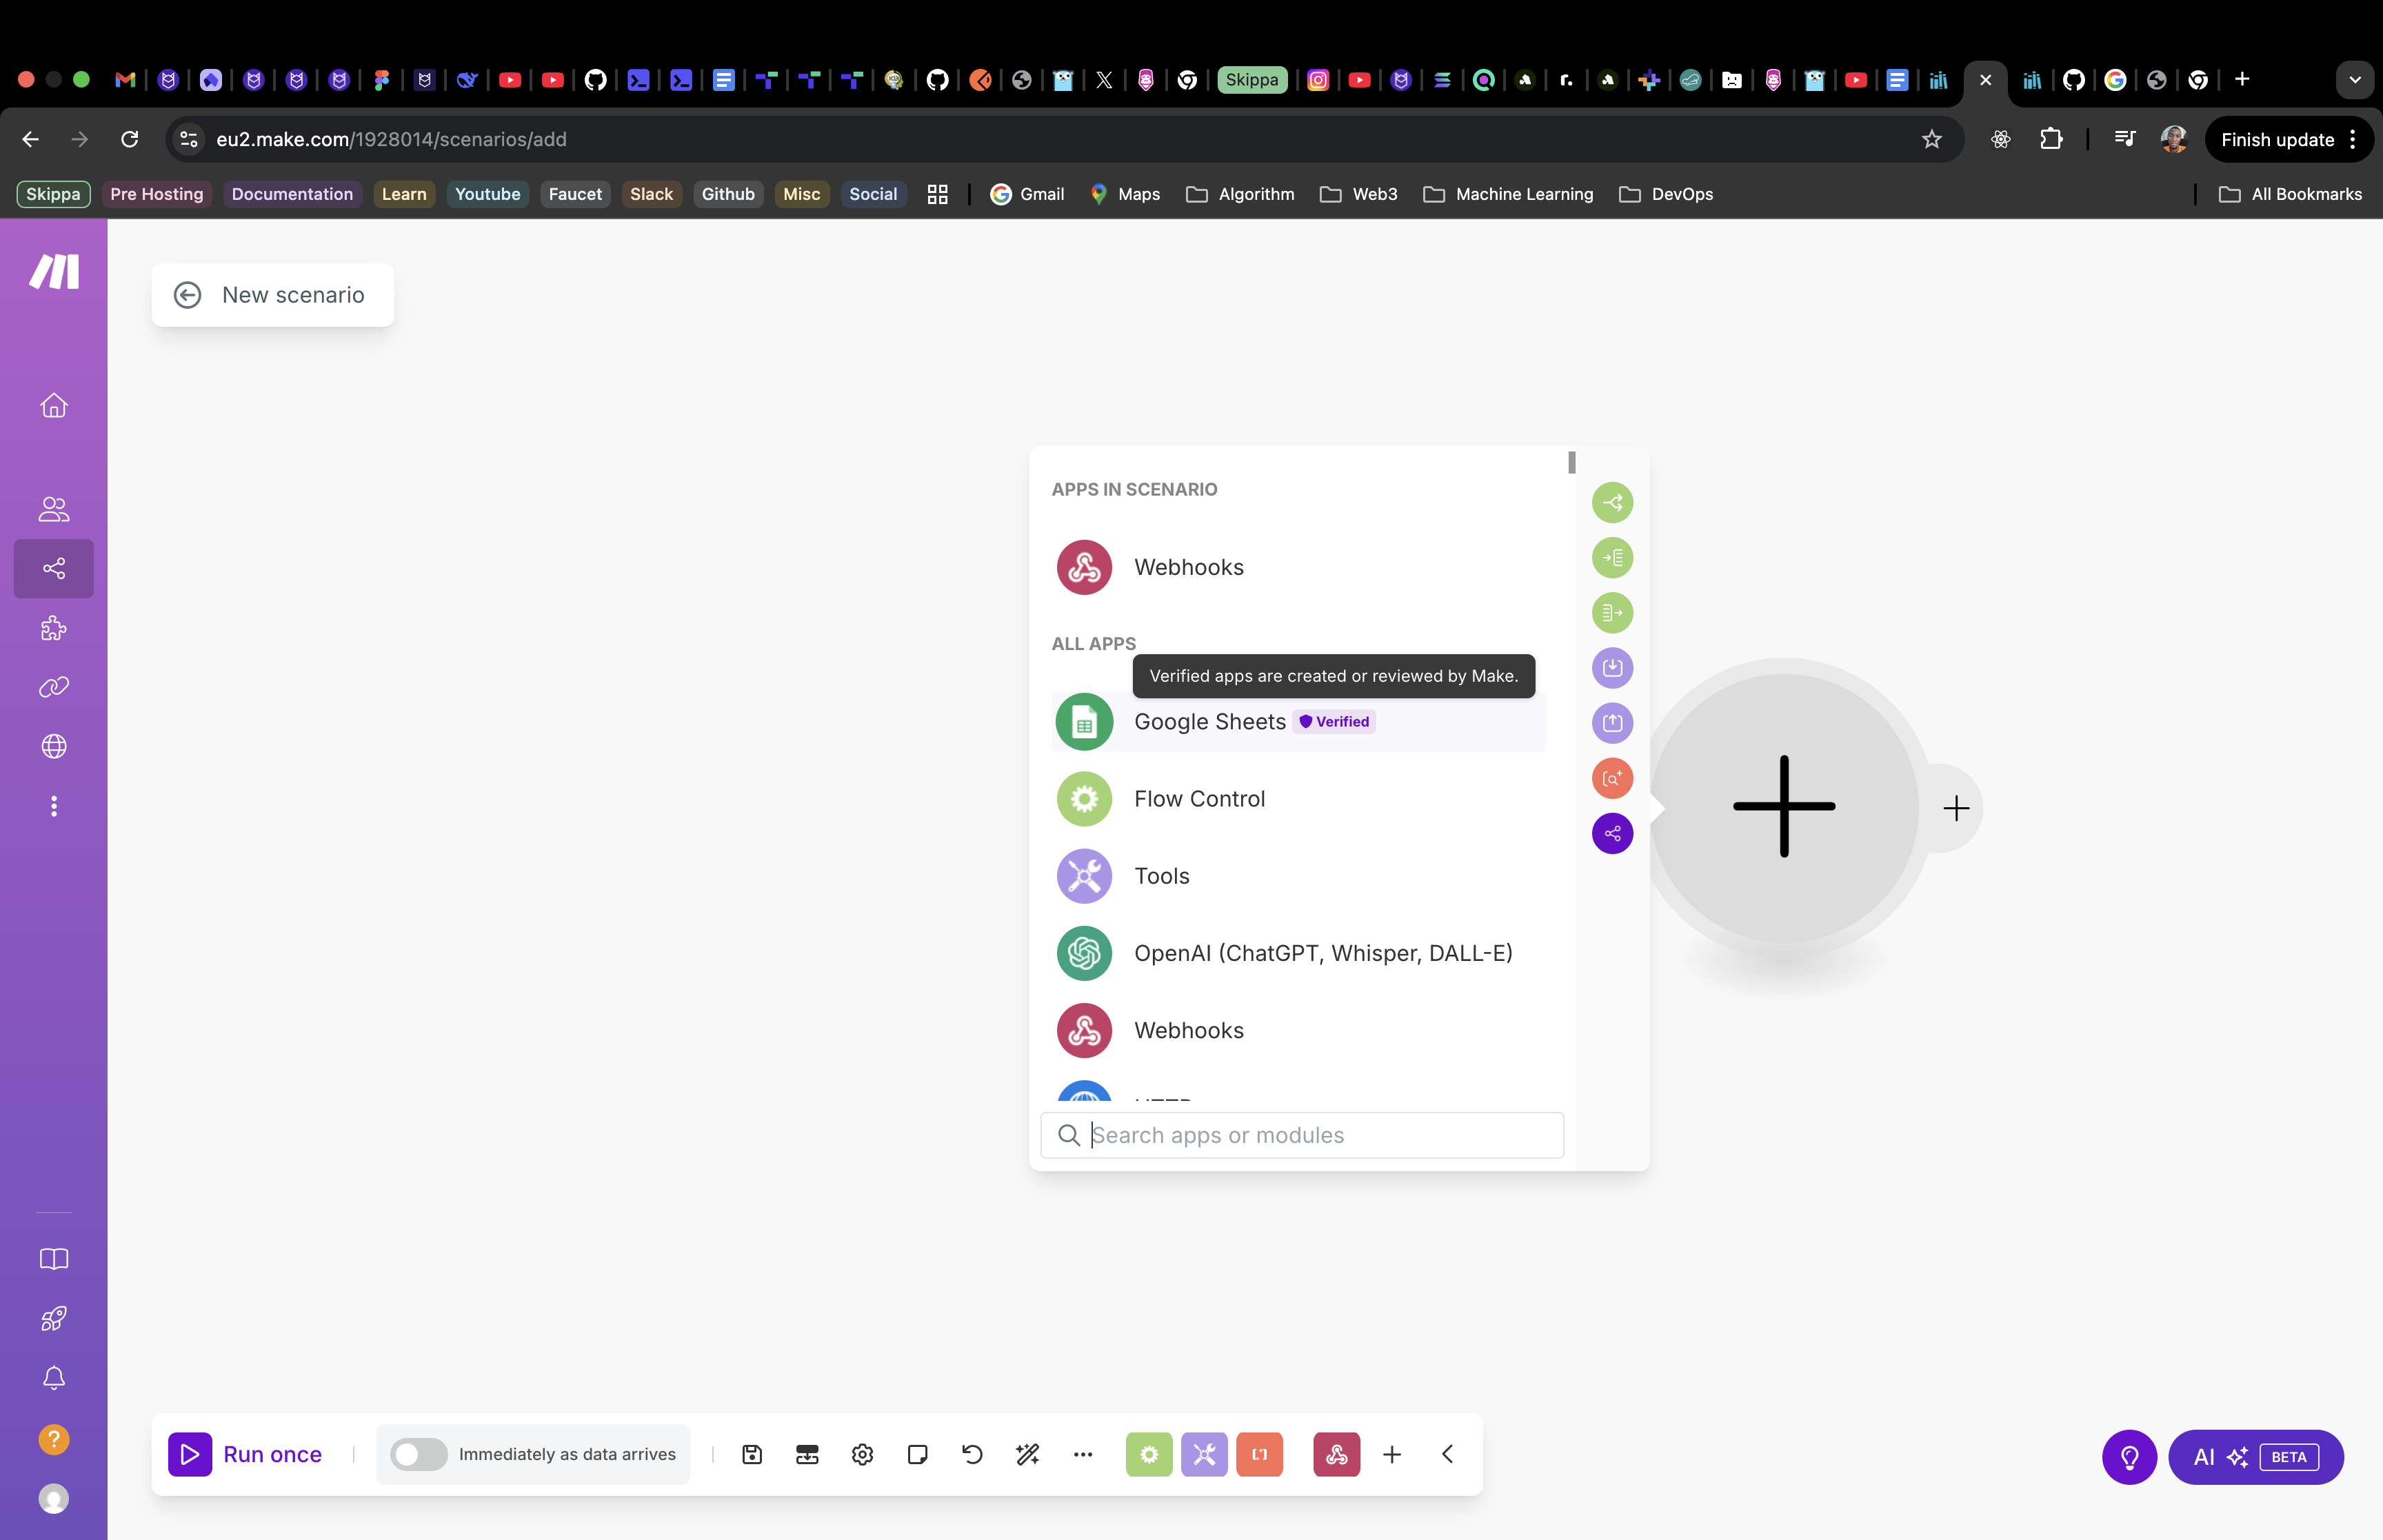 Skippa
eu2.make.com/1928014/scenarios/add
Finish update
Skippa
Pre Hosting
Documentation
Learn
Youtube
Faucet
Slack
Github
Misc
Social
Gmail
Maps
Algorithm
Web3
Machine Learning
DevOps
All Bookmarks
New scenario
APPS IN SCENARIO
Webhooks
ALL APPS
Verified apps are created or reviewed by Make.
Google Sheets Verified
Flow Control
Tools
OpenAI (ChatGPT, Whisper, DALL-E)
Webhooks
Search apps or modules
Run once
Immediately as data arrives
AI BETA